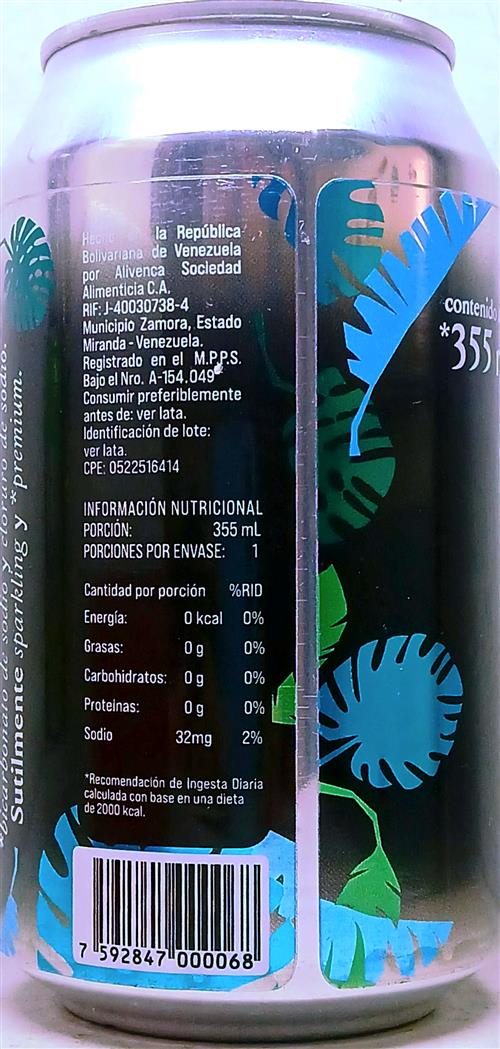 la República
Bolivariana de Venezuela
por Alivenca Sociedad
Alimenticia C.A.
RIF: J-40030738-4
Municipio Zamora, Estado
Miranda - Venezuela.
Registrado en el M.P.P.S.
Bajo el Nro. A-154.049
Consumir preferiblemente
antes de: ver lata.
Identificación de lote:
ver lata.
CPE: 0522516414
INFORMACIÓN NUTRICIONAL
PORCIÓN: 355 mL
PORCIONES POR ENVASE: 1
Cantidad por porción %RID
Energía: 0 kcal 0%
Grasas: 0 g 0%
Carbohidratos: 0 g 0%
Proteínas: 0 g 0%
Sodio 32mg 2%
*Recomendación de Ingesta Diaria
calculada con base en una dieta
de 2000 kcal.
7 592847 000068
*bicarbonato de sodio y cloruro de sodio.
Sutilmente sparkling y *premium.
contenido
*355